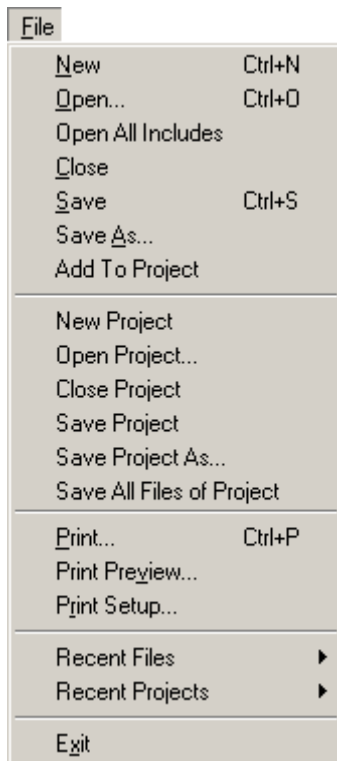 File
New Ctrl+N
Open... Ctrl+O
Open All Includes
Close
Save Ctrl+S
Save As...
Add To Project
New Project
Open Project...
Close Project
Save Project
Save Project As...
Save All Files of Project
Print... Ctrl+P
Print Preview...
Print Setup...
Recent Files
Recent Projects
Exit